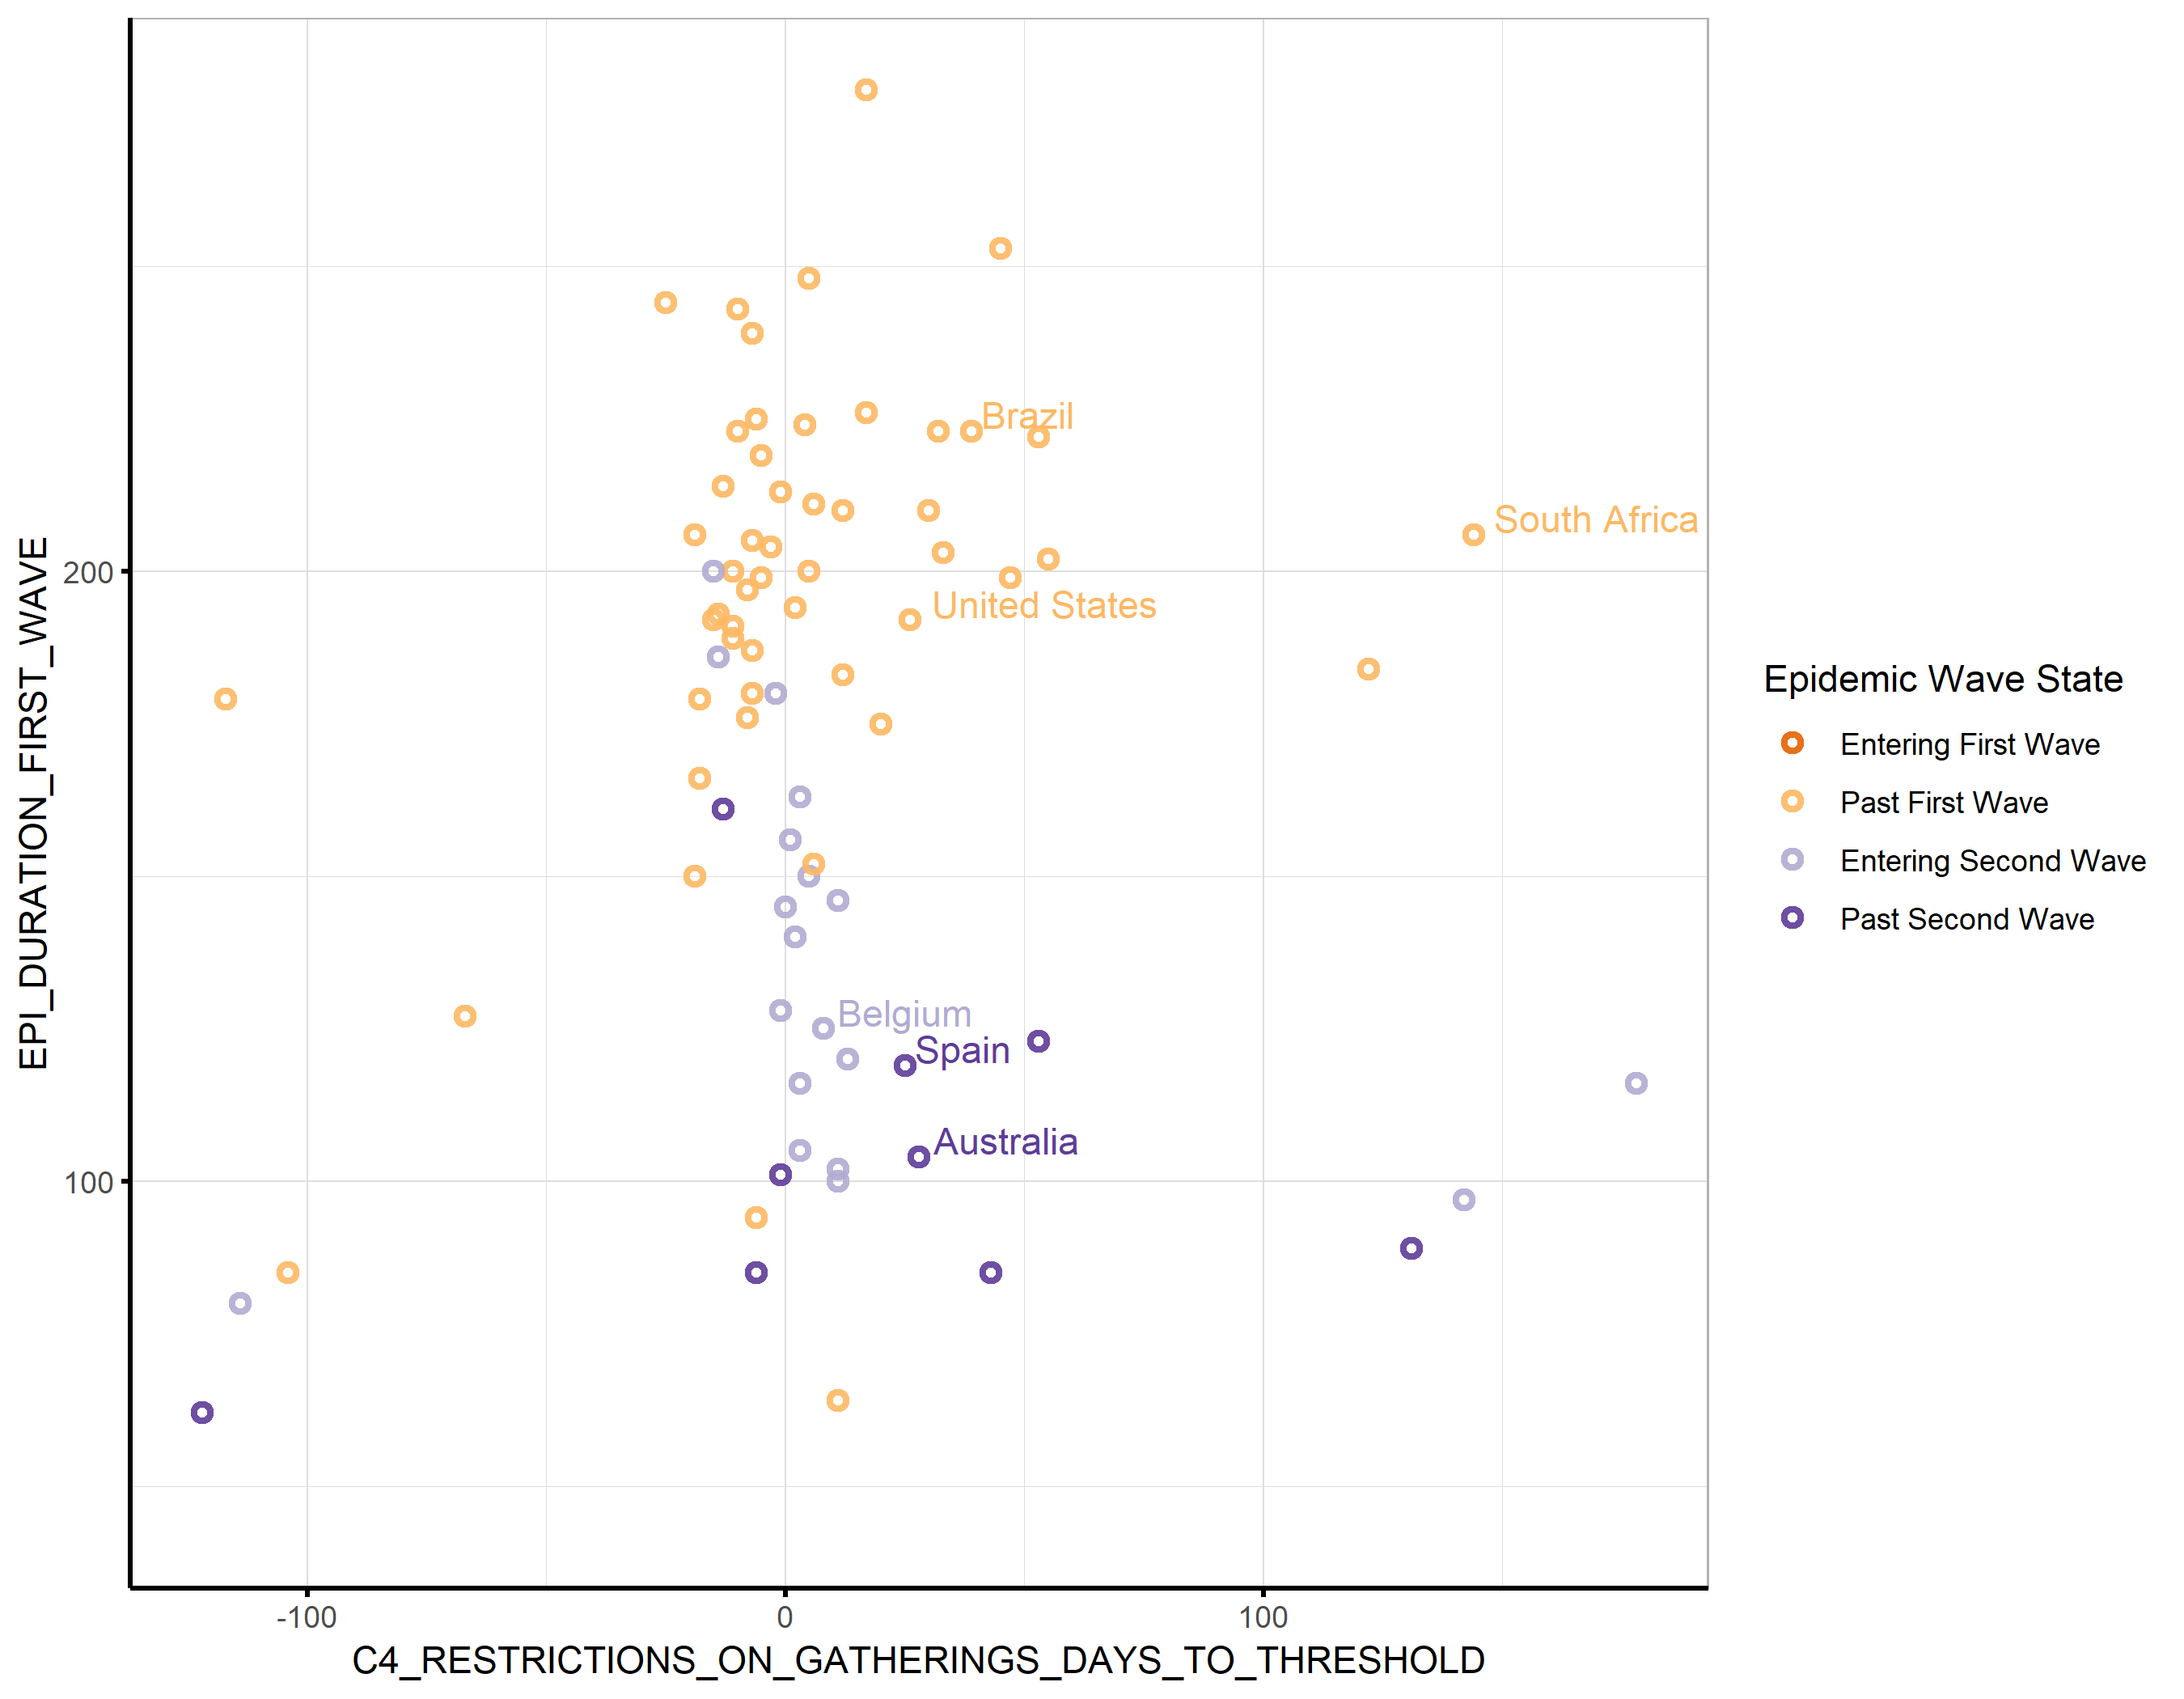 EPI_DURATION_FIRST_WAVE
200
100
Brazil
South Africa
United States
Belgium
Spain
Australia
-100
0
100
C4_RESTRICTIONS_ON_GATHERINGS_DAYS_TO_THRESHOLD
Epidemic Wave State
Entering First Wave
Past First Wave
Entering Second Wave
Past Second Wave